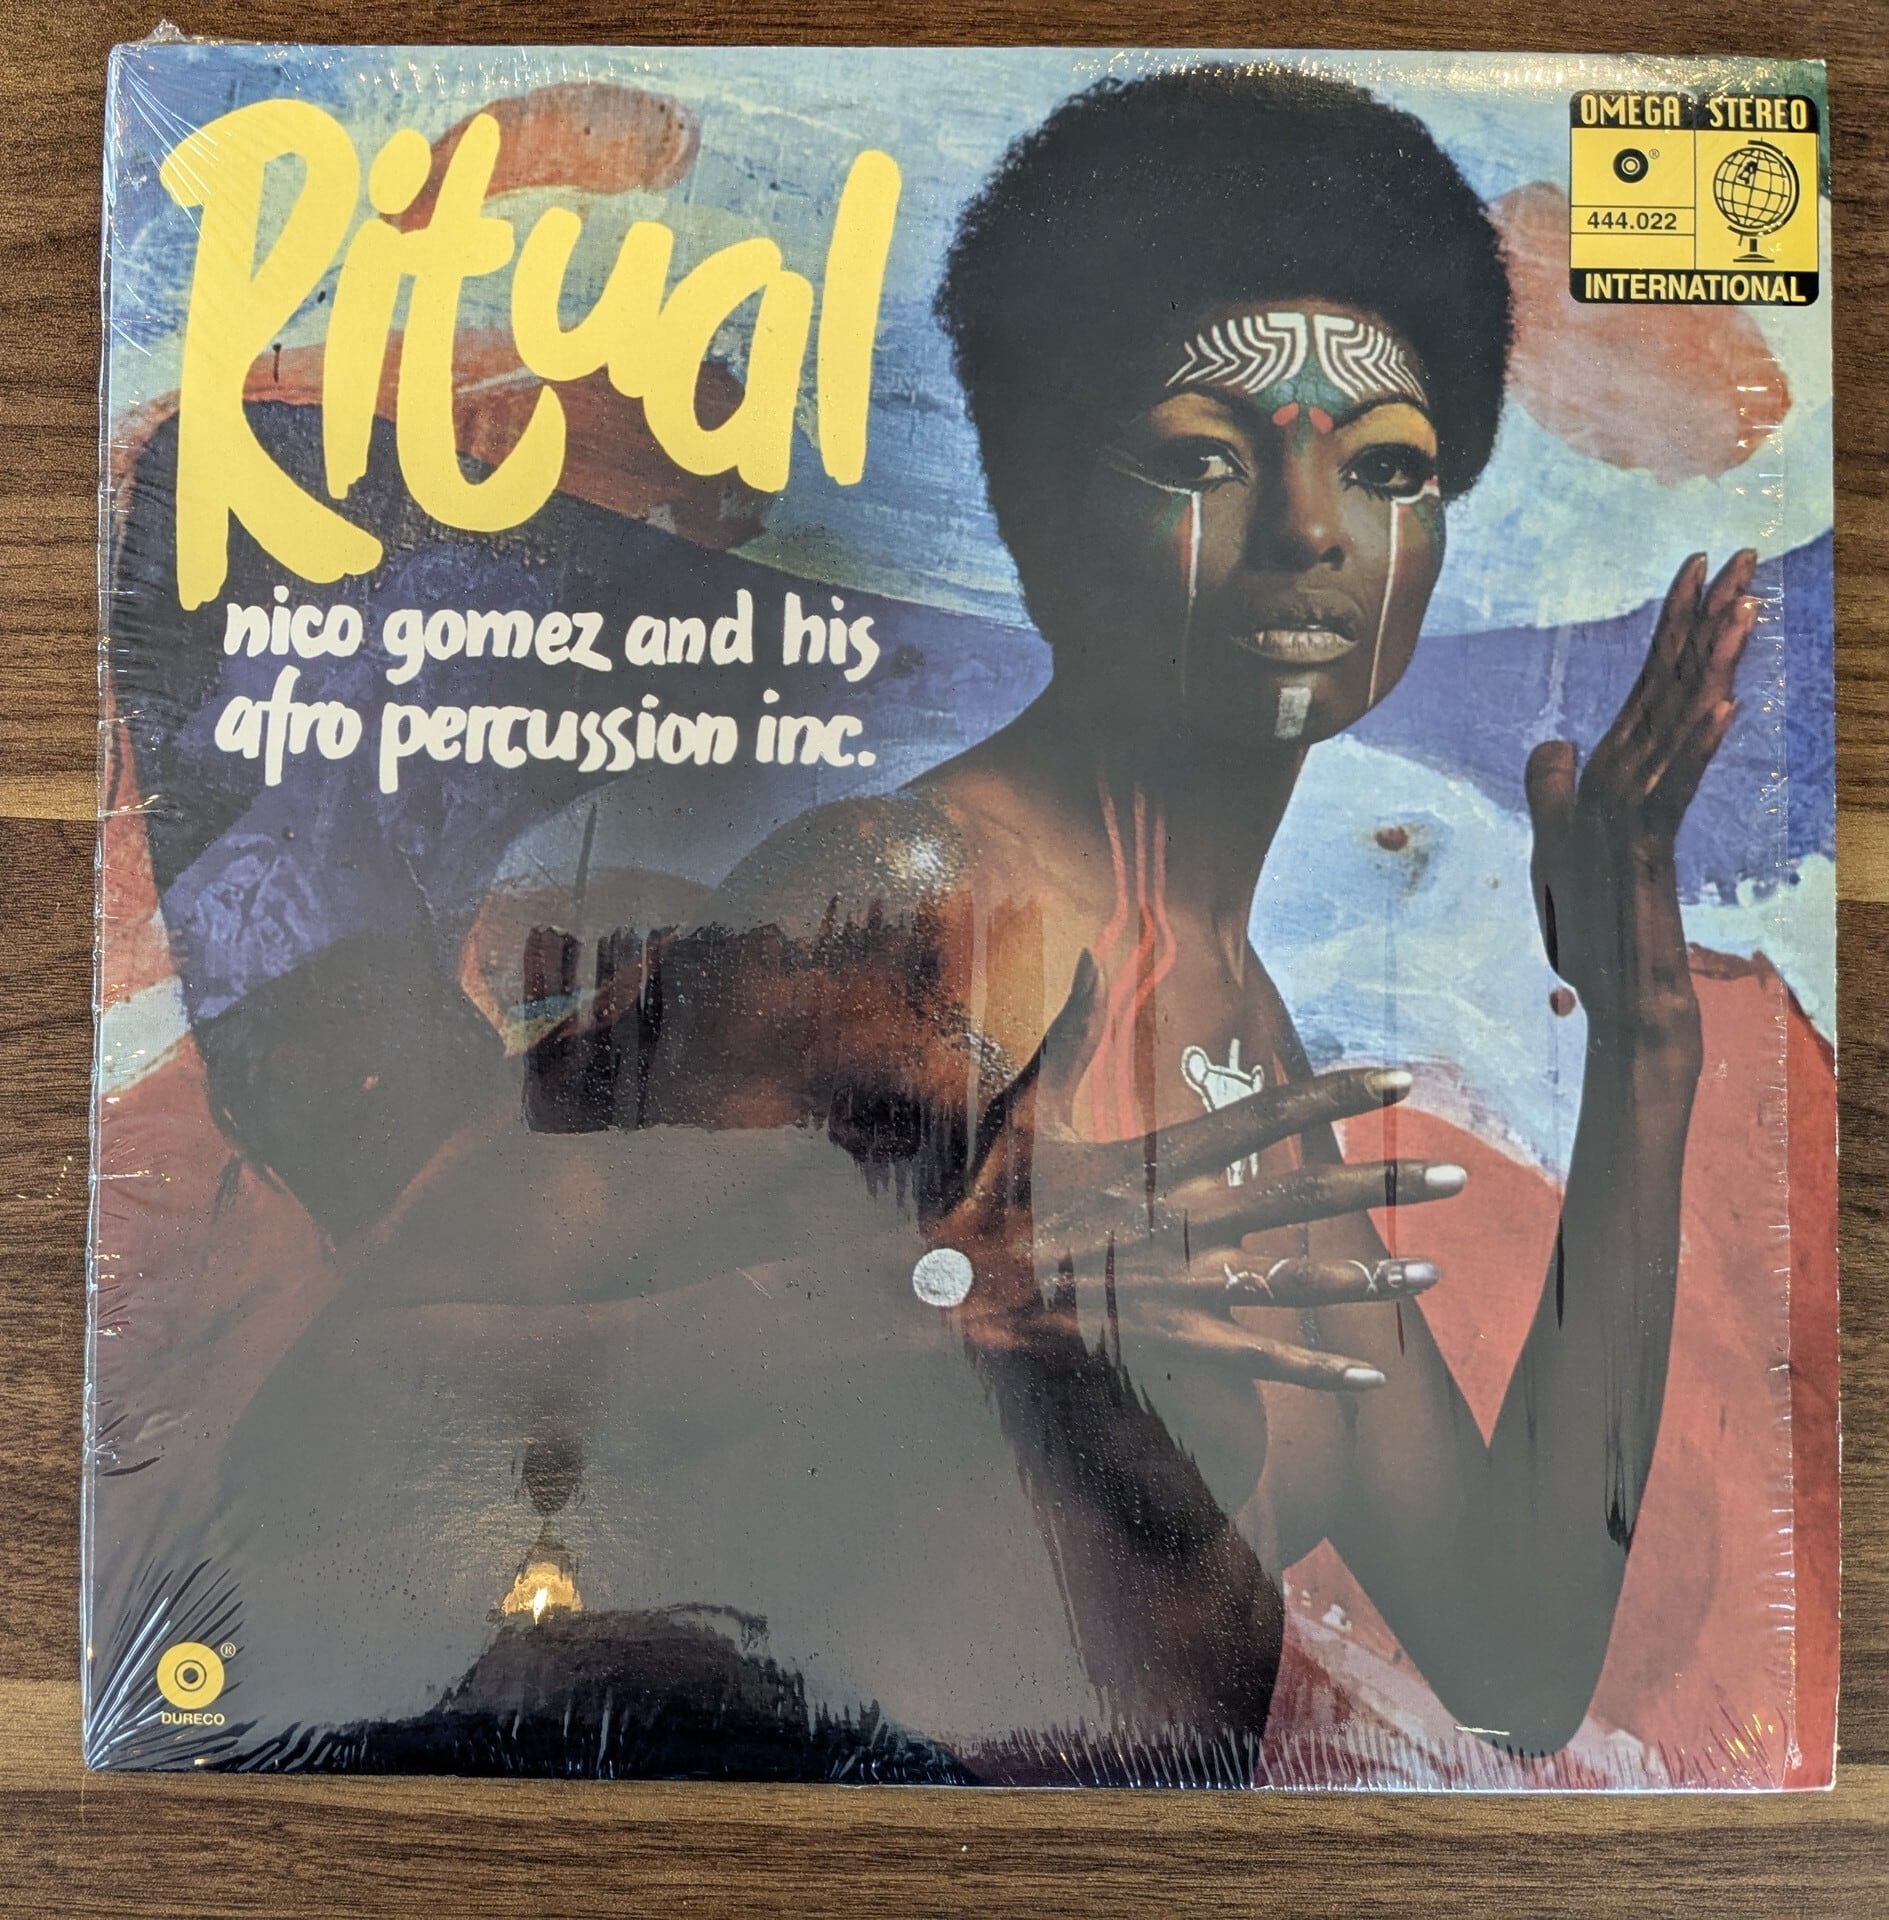 Ritual
nico gomez and his
afro percussion inc.
OMEGA STEREO
®
444.022
INTERNATIONAL
®
DURECO